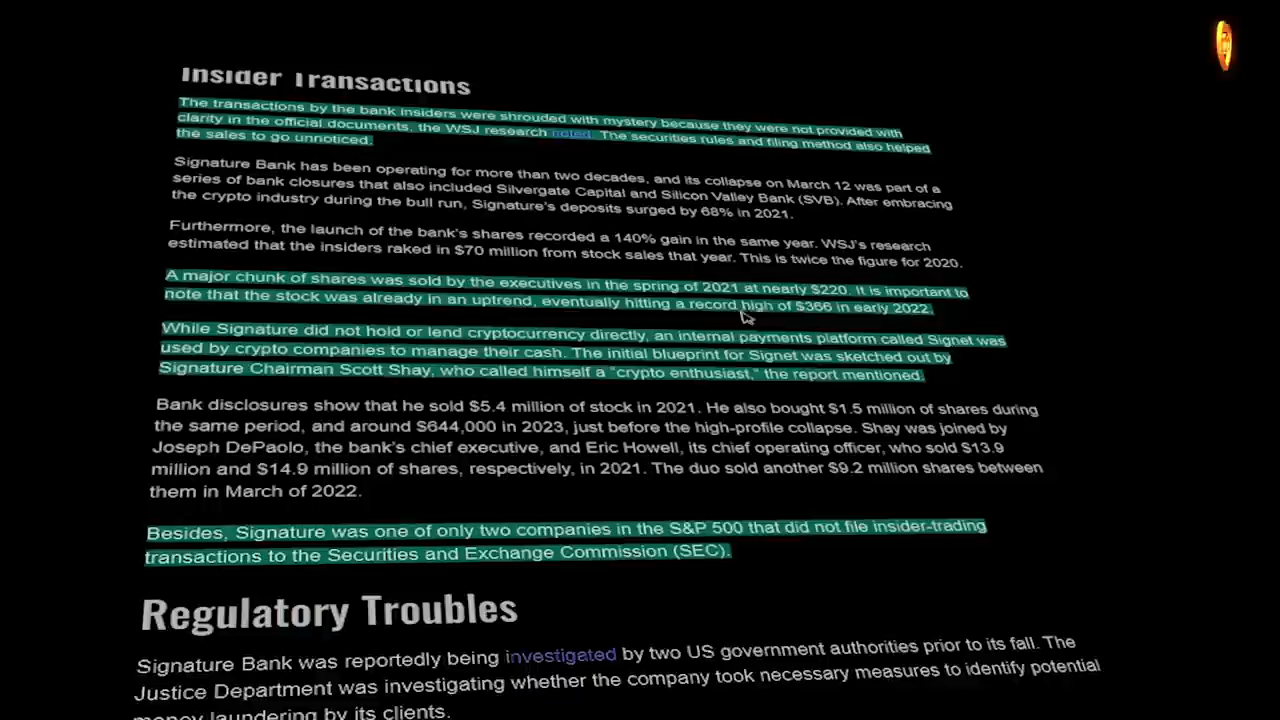 Insider Transactions
The transactions by the bank insiders were shrouded with mystery because they were not provided with
clarity in the official documents, the WSJ research noted. The securities rules and filing method also helped
the sales to go unnoticed.
Signature Bank has been operating for more than two decades, and its collapse on March 12 was part of a
series of bank closures that also included Silvergate Capital and Silicon Valley Bank (SVB). After embracing
the crypto industry during the bull run, Signature's deposits surged by 68% in 2021.
Furthermore, the launch of the bank's shares recorded a 140% gain in the same year. WSJ's research
estimated that the insiders raked in $70 million from stock sales that year. This is twice the figure for 2020.
A major chunk of shares was sold by the executives in the spring of 2021 at nearly $220. It is important to
note that the stock was already in an uptrend, eventually hitting a record high of $366 in early 2022.
While Signature did not hold or lend cryptocurrency directly, an internal payments platform called Signet was
used by crypto companies to manage their cash. The initial blueprint for Signet was sketched out by
Signature Chairman Scott Shay, who called himself a "crypto enthusiast," the report mentioned.
Bank disclosures show that he sold $5.4 million of stock in 2021. He also bought $1.5 million of shares during
the same period, and around $644,000 in 2023, just before the high-profile collapse. Shay was joined by
Joseph DePaolo, the bank's chief executive, and Eric Howell, its chief operating officer, who sold $13.9
million and $14.9 million of shares, respectively, in 2021. The duo sold another $9.2 million shares between
them in March of 2022.
Besides, Signature was one of only two companies in the S&P 500 that did not file insider-trading
transactions to the Securities and Exchange Commission (SEC).
Regulatory Troubles
Signature Bank was reportedly being investigated by two US government authorities prior to its fall. The
Justice Department was investigating whether the company took necessary measures to identify potential
money laundering by its clients.